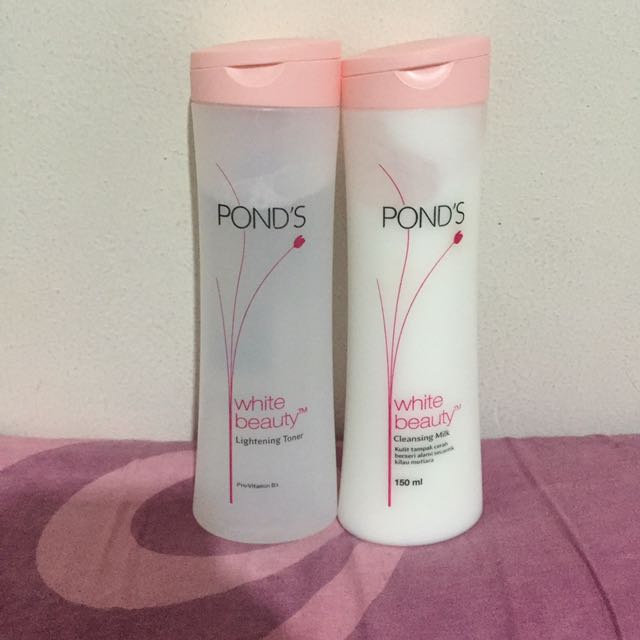 POND'S
white
beauty™
Lightening Toner
Pro-Vitamin B3
POND'S
white
beauty™
Cleansing Milk
Kulit tampak cerah
berseri alami secantik
kilau mutiara
150 ml